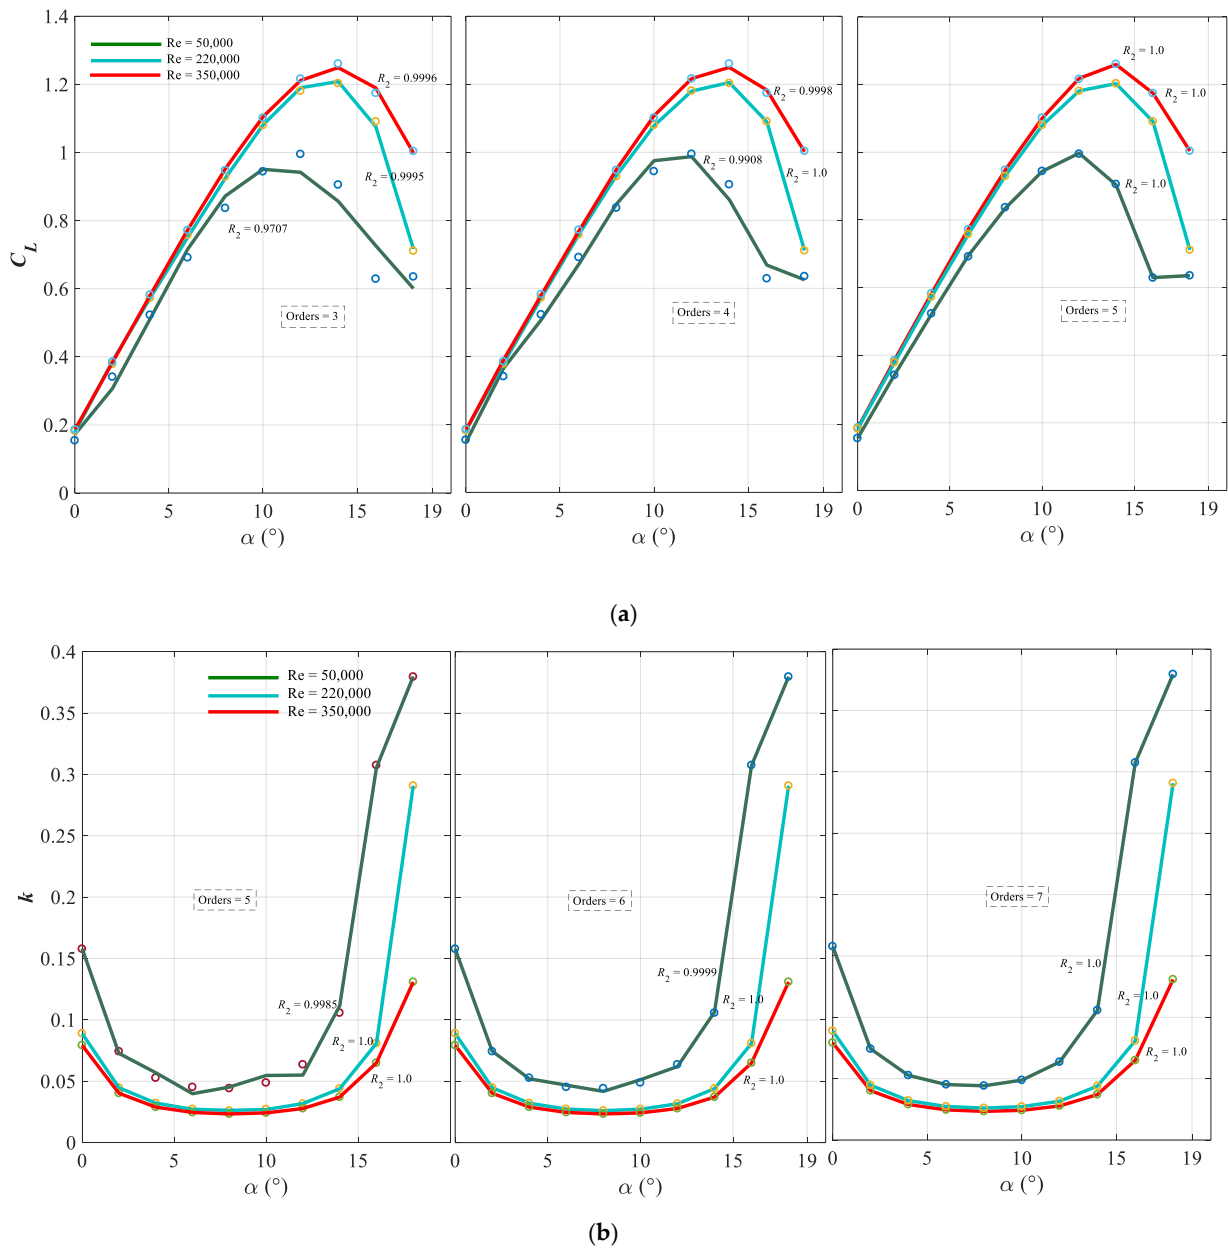 1.4
1.2
1
0.8
0.6
0.4
0.2
0
C_L
Re = 50,000
Re = 220,000
Re = 350,000
R_2 = 0.9996
R_2 = 0.9995
R_2 = 0.9707
Orders = 3
0 5 10 15 19
α (°)
R_2 = 0.9998
R_2 = 0.9908
R_2 = 1.0
Orders = 4
0 5 10 15 19
α (°)
R_2 = 1.0
R_2 = 1.0
R_2 = 1.0
Orders = 5
0 5 10 15 19
α (°)
(a)
0.4
0.35
0.3
0.25
0.2
0.15
0.1
0.05
0
k
Re = 50,000
Re = 220,000
Re = 350,000
Orders = 5
R_2 = 0.9985
R_2 = 1.0
R_2 = 1.0
0 5 10 15 19
α (°)
Orders = 6
R_2 = 0.9999
R_2 = 1.0
R_2 = 1.0
0 5 10 15 19
α (°)
Orders = 7
R_2 = 1.0
R_2 = 1.0
R_2 = 1.0
0 5 10 15 19
α (°)
(b)